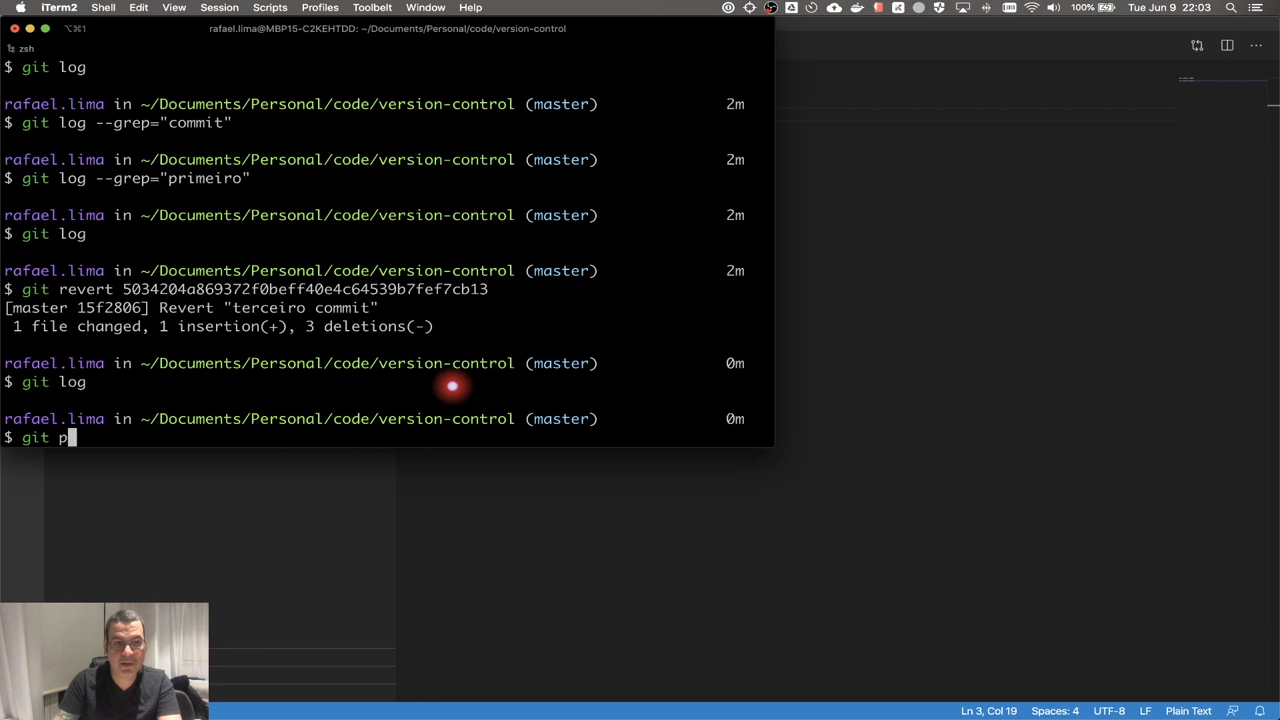 iTerm2 Shell Edit View Session Scripts Profiles Toolbelt Window Help 100% Tue Jun 9 22:03
⌥⌘1 rafael.lima@MBP15-C2KEHTDD: ~/Documents/Personal/code/version-control
zsh
$ git log
rafael.lima in ~/Documents/Personal/code/version-control (master) 2m
$ git log --grep="commit"
rafael.lima in ~/Documents/Personal/code/version-control (master) 2m
$ git log --grep="primeiro"
rafael.lima in ~/Documents/Personal/code/version-control (master) 2m
$ git log
rafael.lima in ~/Documents/Personal/code/version-control (master) 2m
$ git revert 5034204a869372f0beff40e4c64539b7fef7cb13
[master 15f2806] Revert "terceiro commit"
1 file changed, 1 insertion(+), 3 deletions(-)
rafael.lima in ~/Documents/Personal/code/version-control (master) 0m
$ git log
rafael.lima in ~/Documents/Personal/code/version-control (master) 0m
$ git p
Ln 3, Col 19 Spaces: 4 UTF-8 LF Plain Text